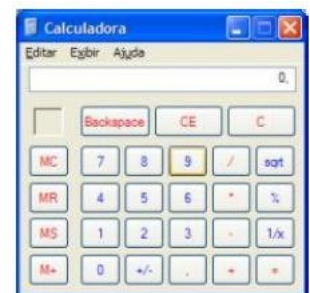 Calculadora
Editar Exibir Ajuda
0,
Backspace CE C
MC 7 8 9 / sqrt
MR 4 5 6 * %
MS 1 2 3 - 1/x
M+ 0 +/- , + =